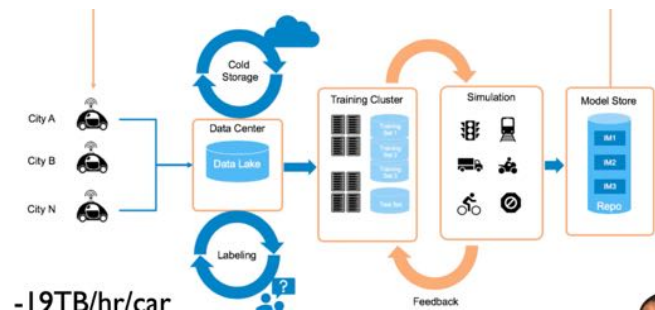 Cold
Storage
City A
City B
City N
Data Center
Data Lake
Labeling
?
Training Cluster
Training
Set 1
Training
Set 2
Training
Set 3
Test Set
Simulation
Model Store
IM1
IM2
IM3
Repo
Feedback
-19TB/hr/car